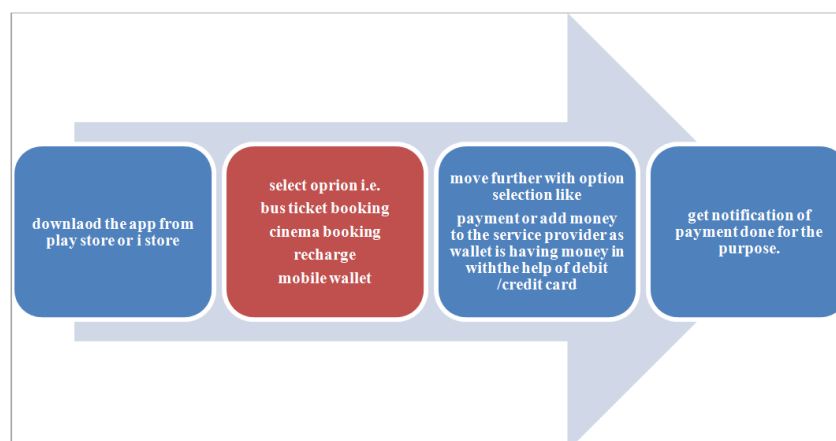 downlaod the app from
play store or i store
select oprion i.e.
bus ticket booking
cinema booking
recharge
mobile wallet
move further with option
selection like
payment or add money
to the service provider as
wallet is having money in
withthe help of debit
/credit card
get notification of
payment done for the
purpose.